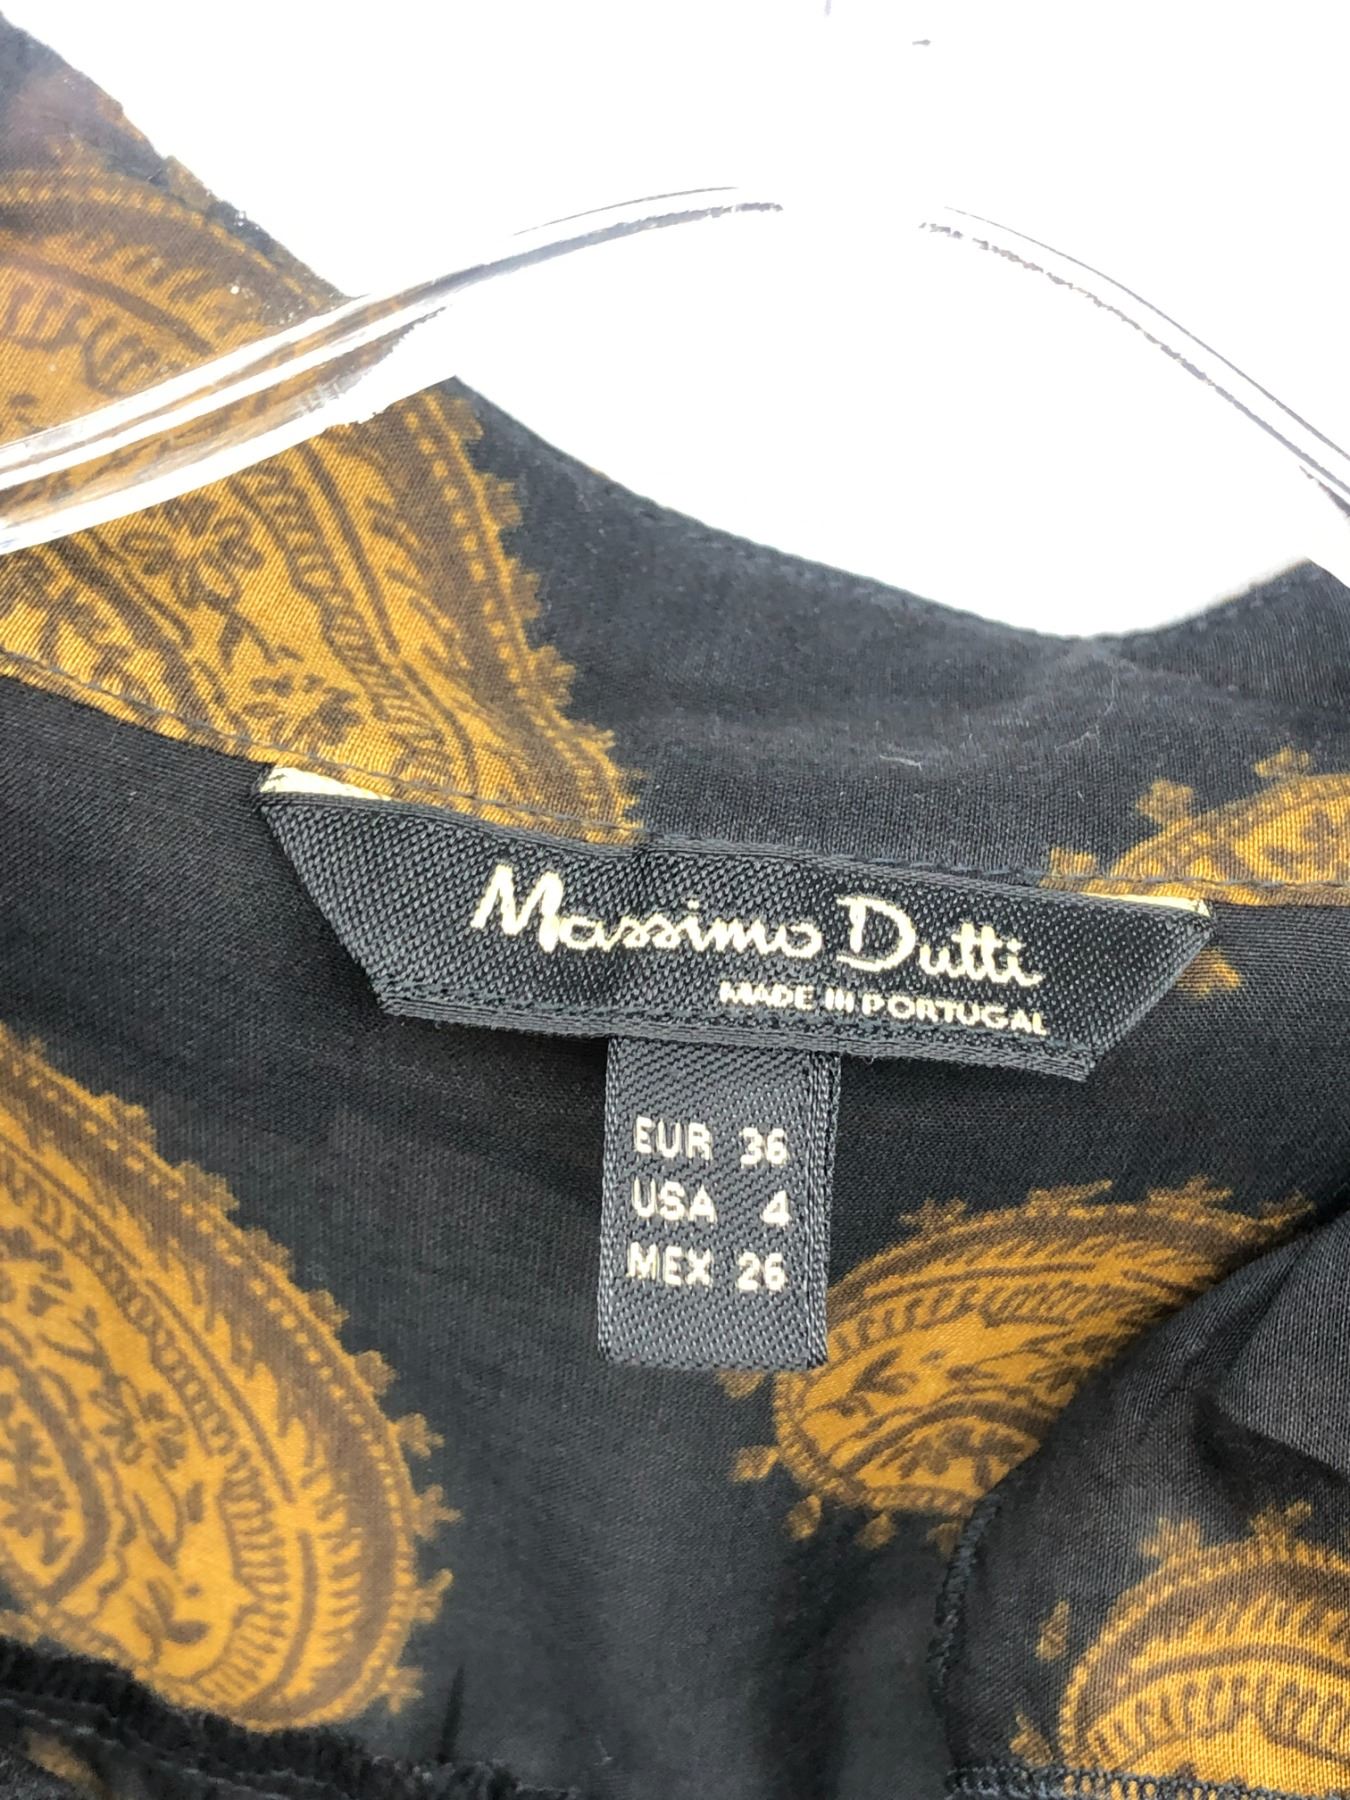 Massimo Dutti
MADE IN PORTUGAL
EUR 36
USA 4
MEX 26